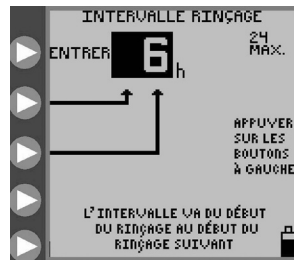 INTERVALLE RINÇAGE
24
MAX.
ENTRER 6 h
APPUYER
SUR LES
BOUTONS
À GAUCHE
L'INTERVALLE VA DU DÉBUT
DU RINÇAGE AU DÉBUT DU
RINÇAGE SUIVANT